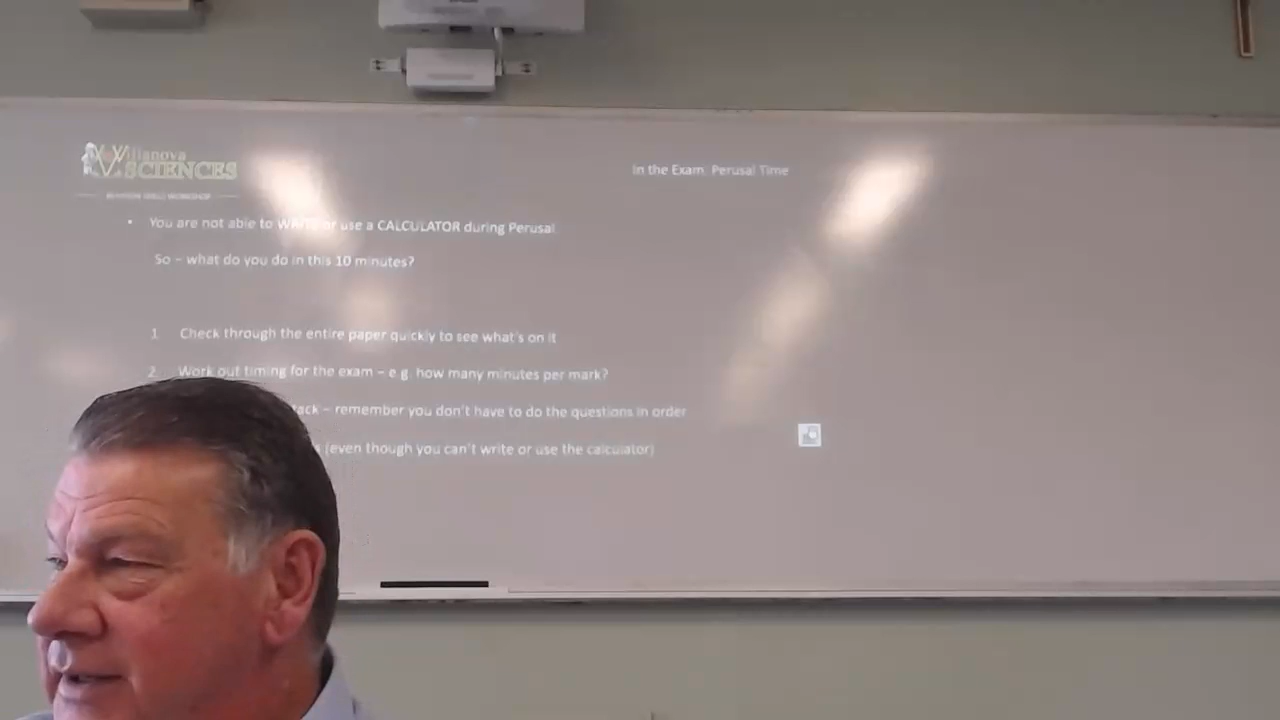 Villanova
SCIENCES
In the Exam: Perusal Time
• You are not able to WRITE or use a CALCULATOR during Perusal
So – what do you do in this 10 minutes?
1. Check through the entire paper quickly to see what's on it
2. Work out timing for the exam – e.g. how many minutes per mark?
– remember you don't have to do the questions in order
(even though you can't write or use the calculator)